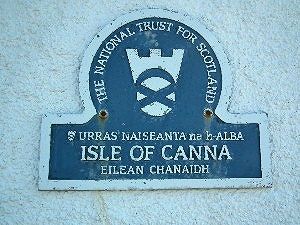 THE NATIONAL TRUST FOR SCOTLAND
URRAS NAISEANTA na h-ALBA
ISLE OF CANNA
EILEAN CHANAIDH